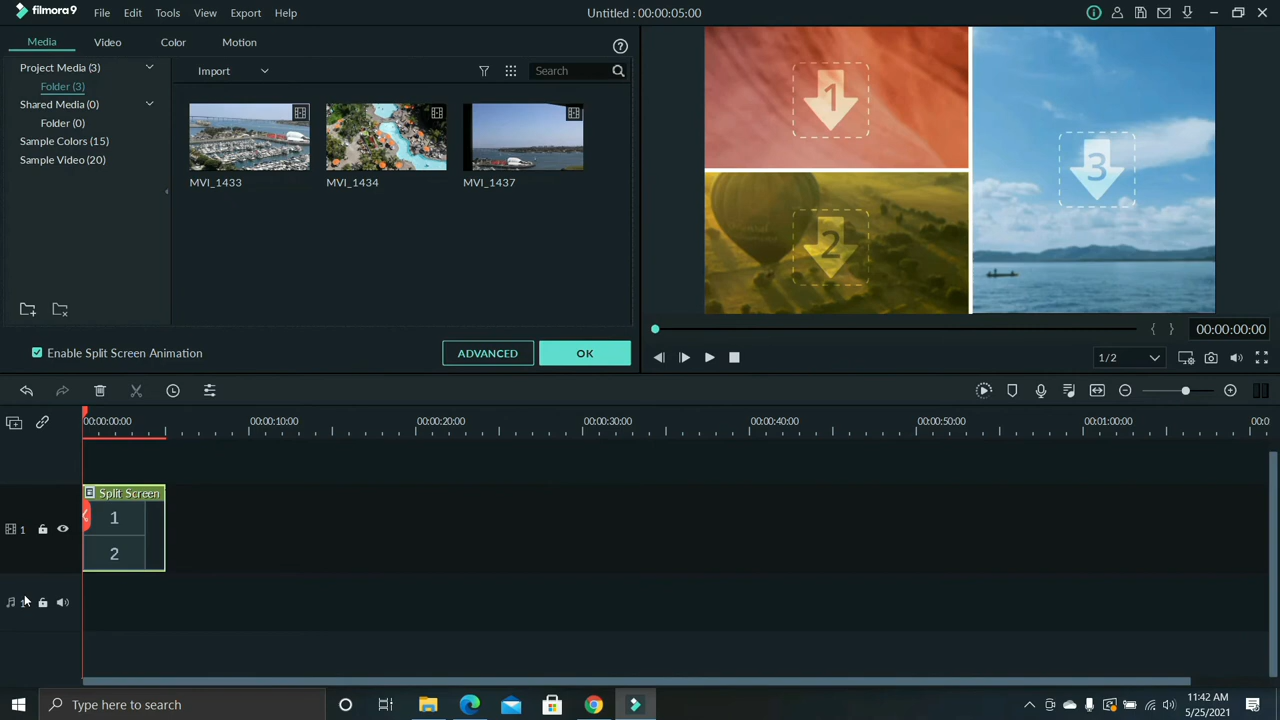 filmora9 File Edit Tools View Export Help Untitled : 00:00:05:00
Media Video Color Motion
Project Media (3)
Folder (3)
Shared Media (0)
Folder (0)
Sample Colors (15)
Sample Video (20)
Import Search
MVI_1433 MVI_1434 MVI_1437
Enable Split Screen Animation ADVANCED OK
1
2
3
00:00:00:00
1/2
00:00:00:00 00:00:10:00 00:00:20:00 00:00:30:00 00:00:40:00 00:00:50:00 00:01:00:00 00:0
Split Screen
1
2
1
1
Type here to search
11:42 AM
5/25/2021